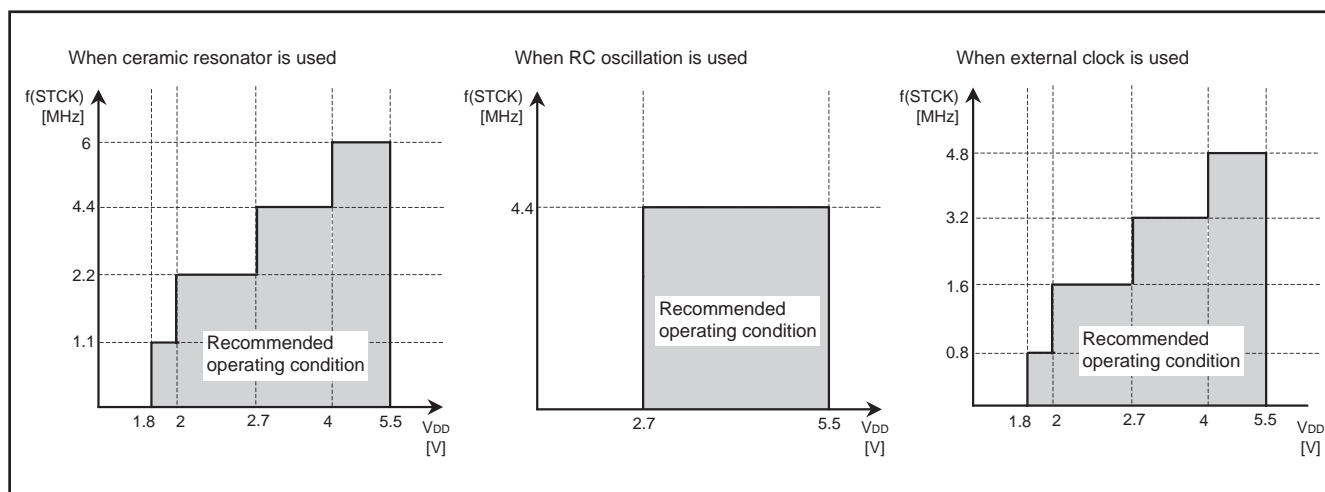 When ceramic resonator is used
f(STCK)
[MHz]
6
4.4
2.2
1.1
Recommended
operating condition
1.8 2 2.7 4 5.5 VDD
[V]
When RC oscillation is used
f(STCK)
[MHz]
4.4
Recommended
operating condition
2.7 5.5 VDD
[V]
When external clock is used
f(STCK)
[MHz]
4.8
3.2
1.6
0.8
Recommended
operating condition
1.8 2 2.7 4 5.5 VDD
[V]